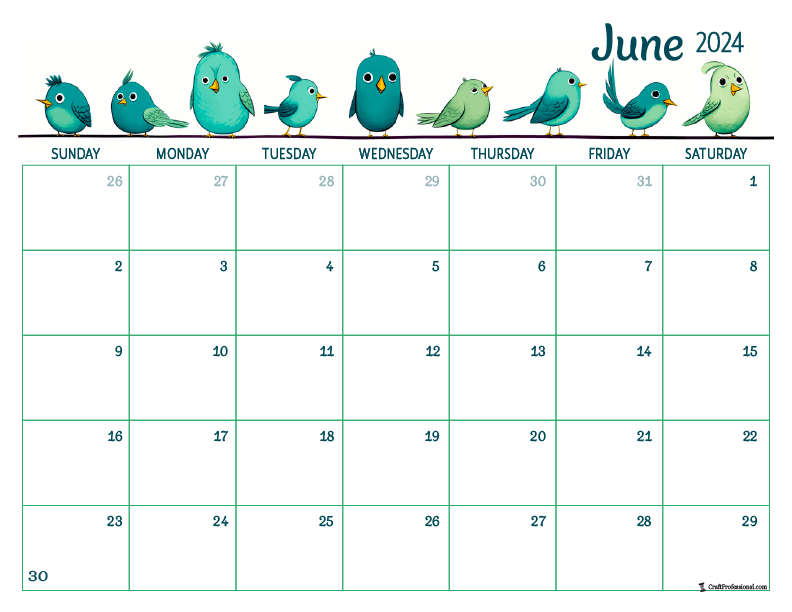 June 2024
SUNDAY MONDAY TUESDAY WEDNESDAY THURSDAY FRIDAY SATURDAY
26 27 28 29 30 31 1
2 3 4 5 6 7 8
9 10 11 12 13 14 15
16 17 18 19 20 21 22
23 24 25 26 27 28 29
30
CraftProfessional.com